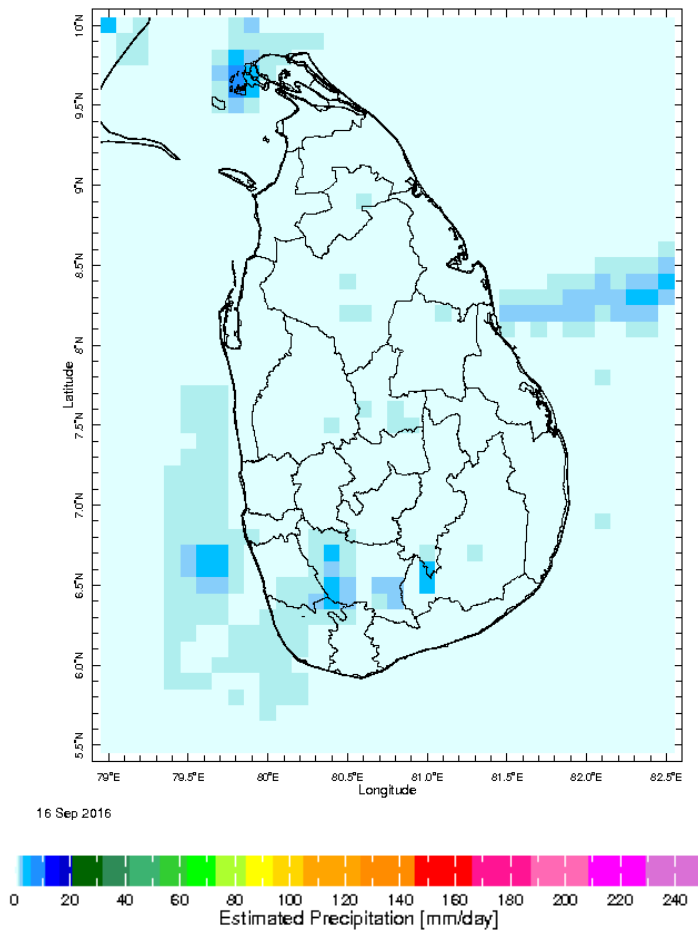 10°N
9.5°N
9°N
8.5°N
8°N
7.5°N
7.0°N
6.5°N
6.0°N
5.5°N
Latitude
79°E 79.5°E 80°E 80.5°E 81.0°E 81.5°E 82.0°E 82.5°E
Longitude
16 Sep 2016
0 20 40 60 80 100 120 140 160 180 200 220 240
Estimated Precipitation [mm/day]